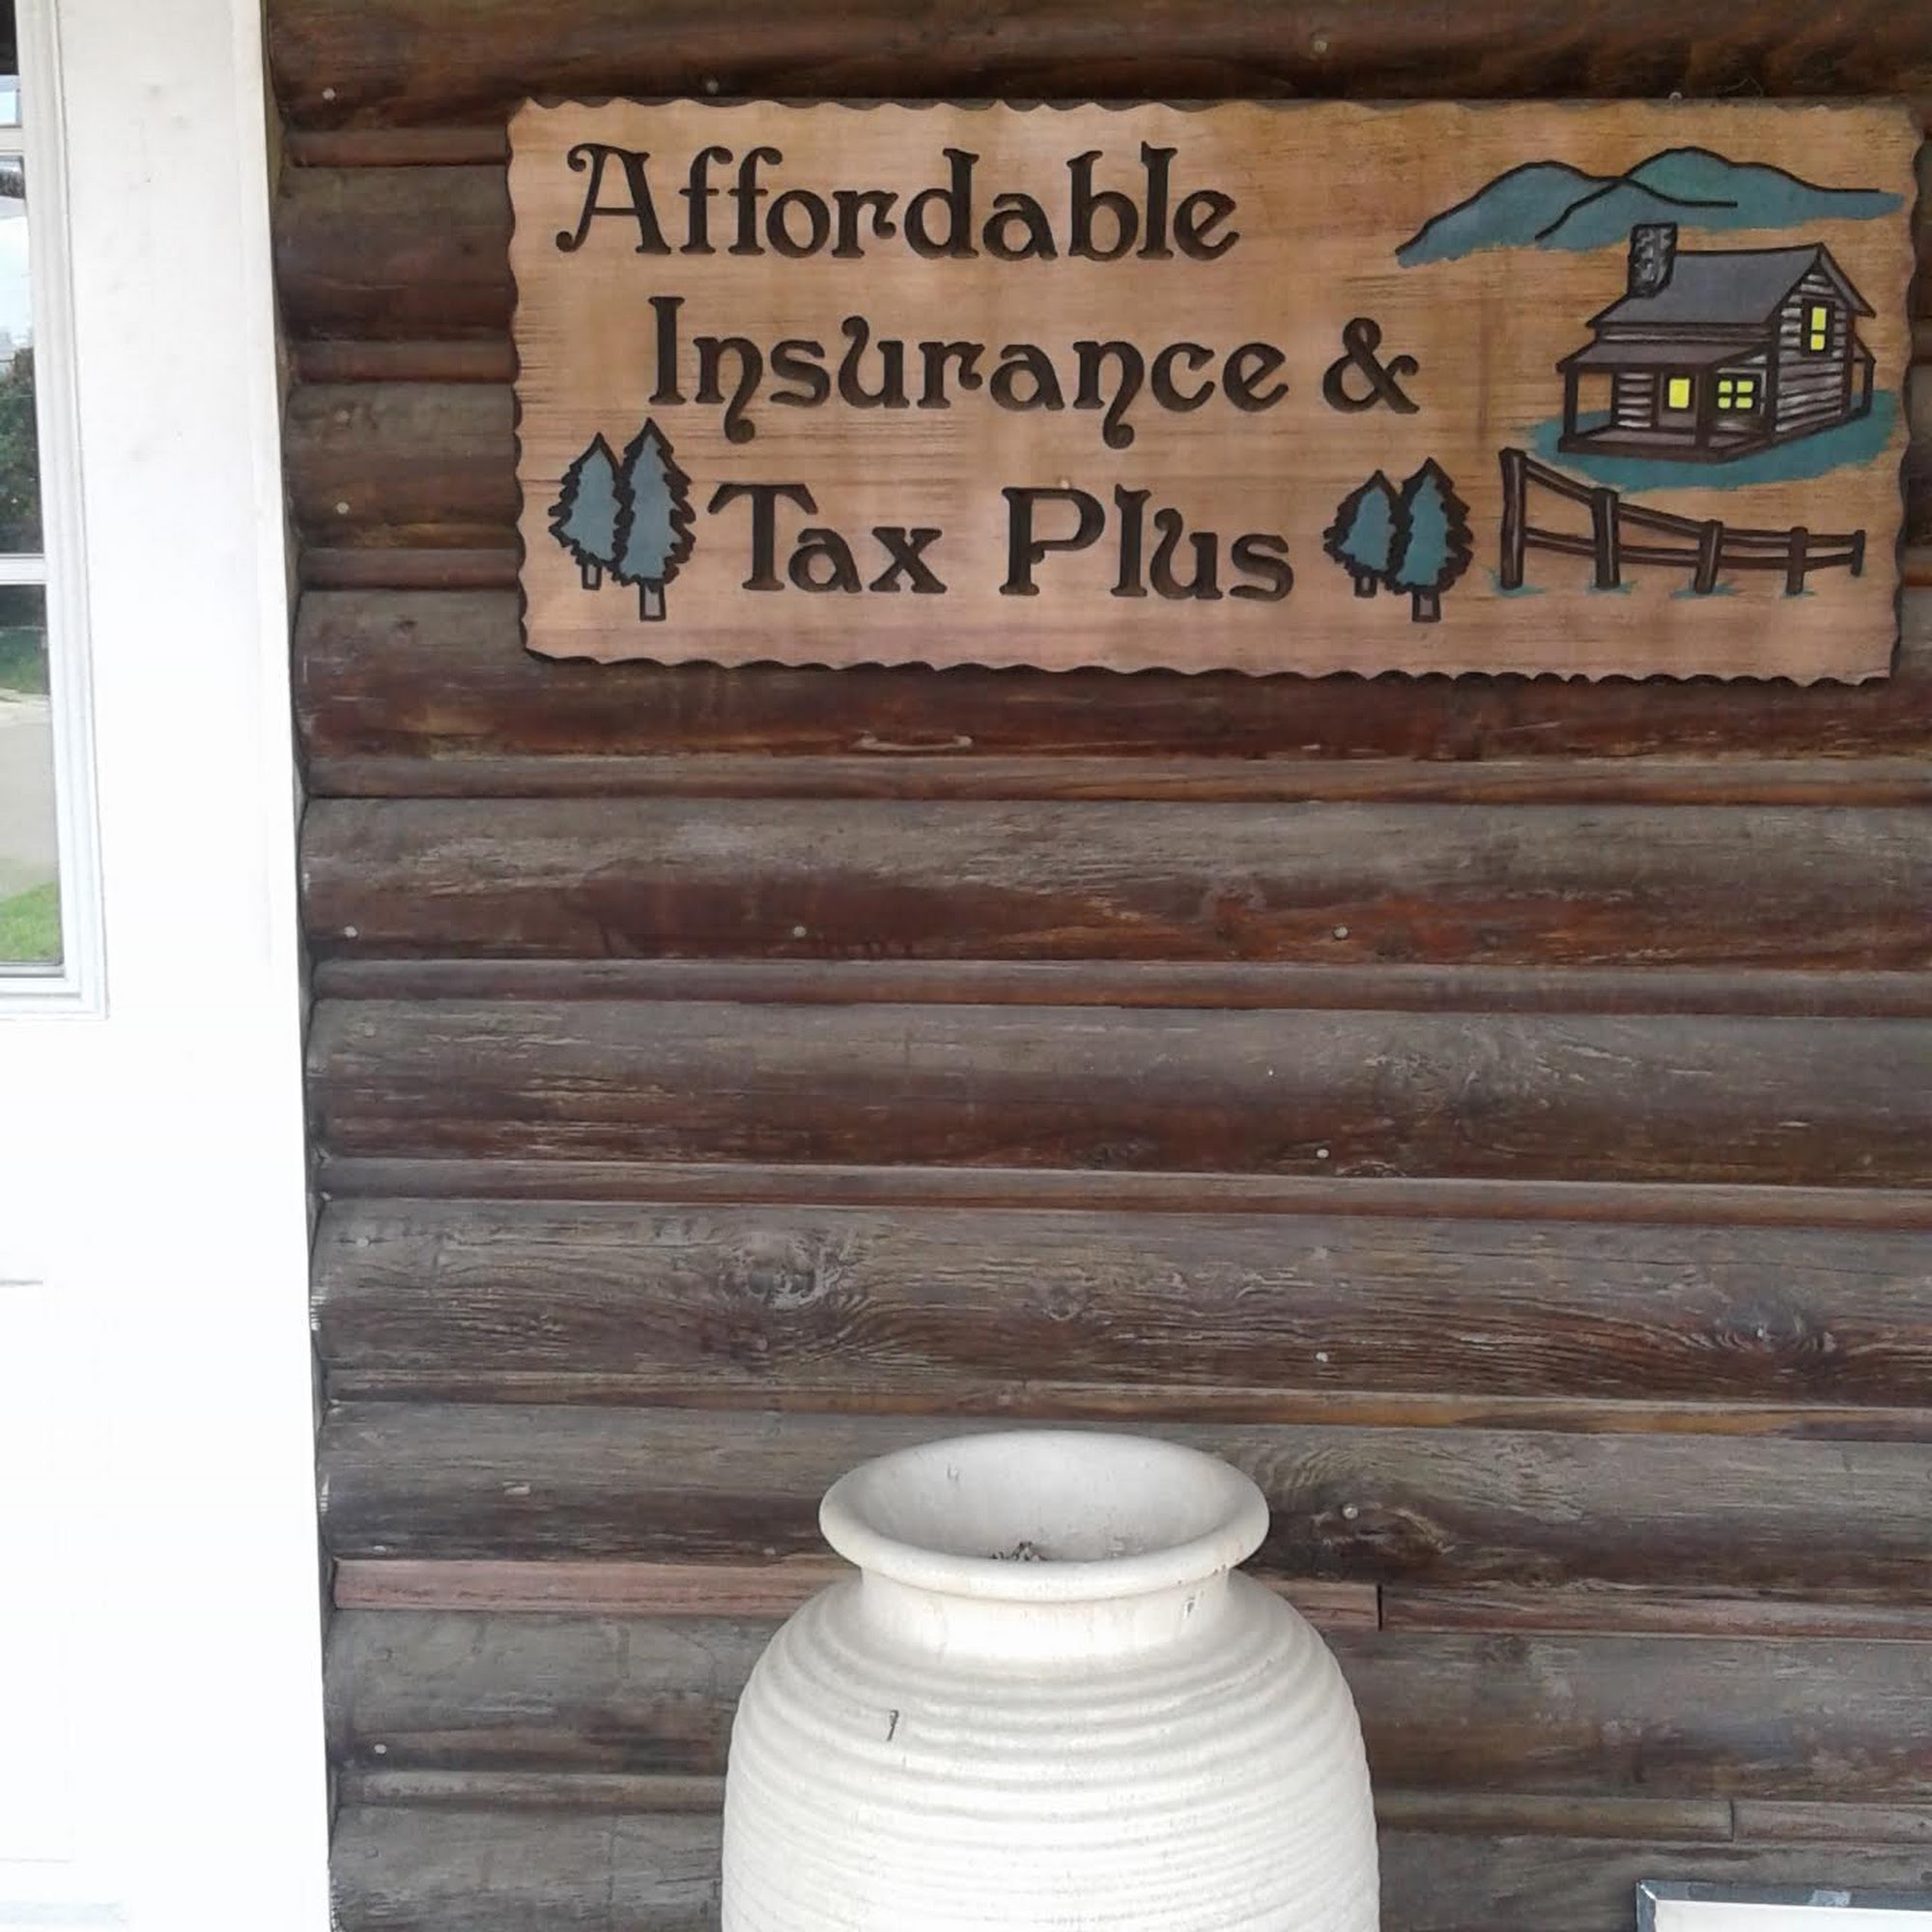 Affordable
Insurance &
Tax Plus